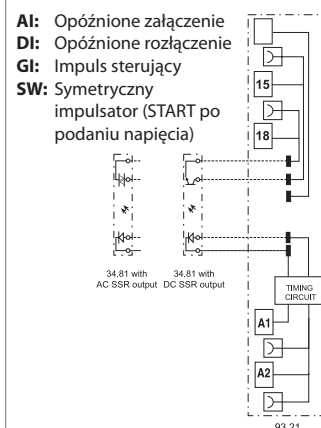 AI: Opóźnione załączenie
DI: Opóźnione rozłączenie
GI: Impuls sterujący
SW: Symetryczny
impulsator (START po
podaniu napięcia)
15
18
34.81 with
AC SSR output
34.81 with
DC SSR output
TIMING
CIRCUIT
A1
A2
93.21